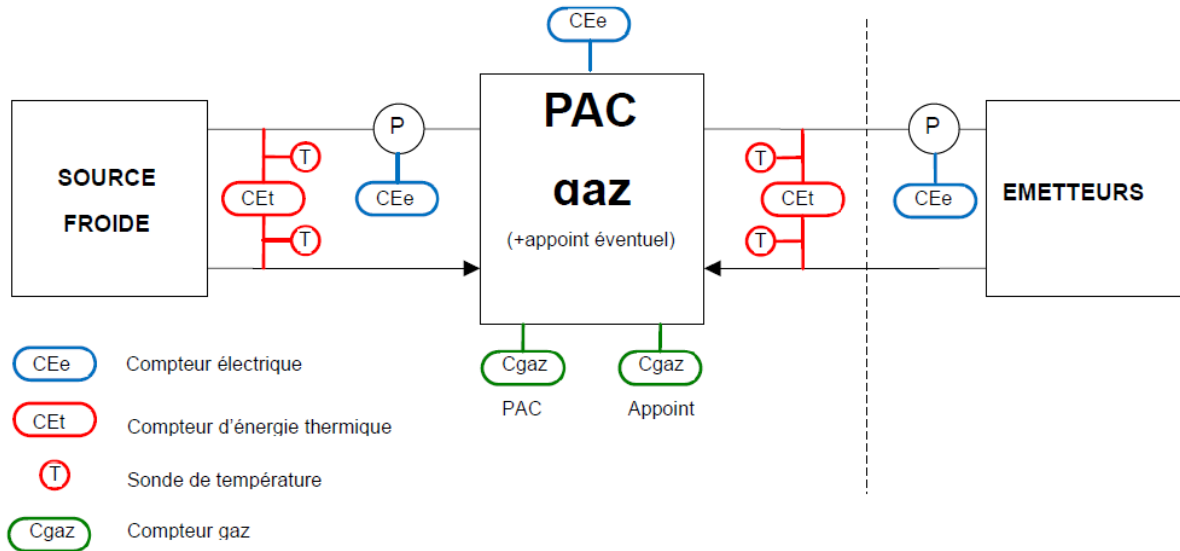 CEe
PAC
gaz
(+appoint éventuel)
SOURCE
FROIDE
P
T
CEt
T
CEe
T
CEt
T
P
CEe
EMETTEURS
Cgaz
Cgaz
PAC
Appoint
CEe Compteur électrique
CEt Compteur d'énergie thermique
T Sonde de température
Cgaz Compteur gaz